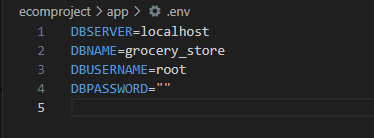 ecomproject > app > .env
1 DBSERVER=localhost
2 DBNAME=grocery_store
3 DBUSERNAME=root
4 DBPASSWORD=""
5